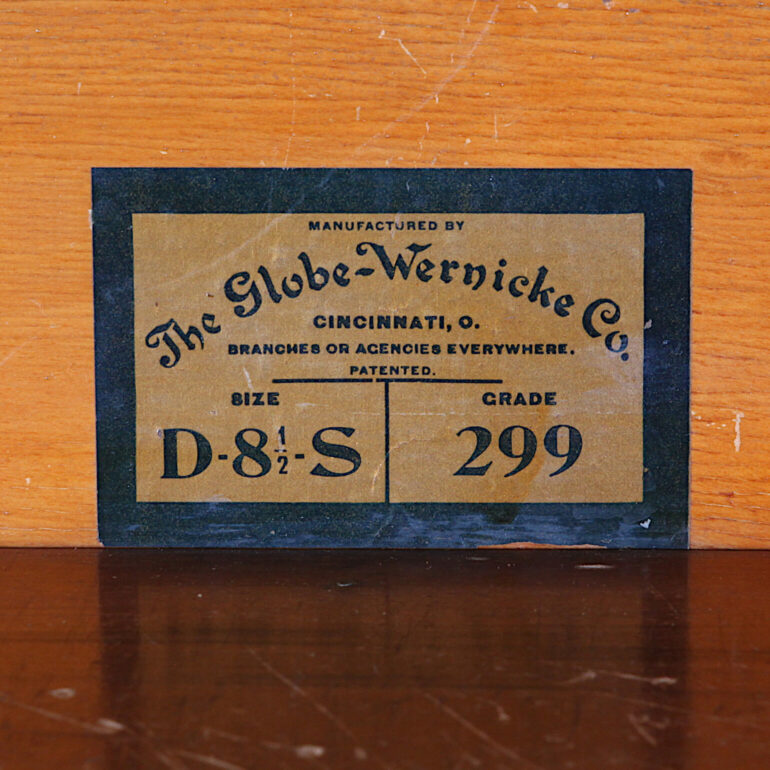 MANUFACTURED BY
The Globe-Wernicke Co.
CINCINNATI, O.
BRANCHES OR AGENCIES EVERYWHERE.
PATENTED.
SIZE GRADE
D-8½-S 299